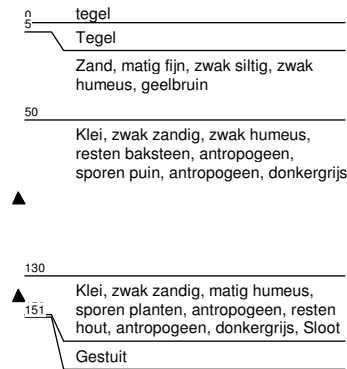 0
tegel
5
Tegel
Zand, matig fijn, zwak siltig, zwak
humeus, geelbruin
50
Klei, zwak zandig, zwak humeus,
resten baksteen, antropogeen,
sporen puin, antropogeen, donkergrijs
130
Klei, zwak zandig, matig humeus,
sporen planten, antropogeen, resten
151
hout, antropogeen, donkergrijs, Sloot
Gestuit